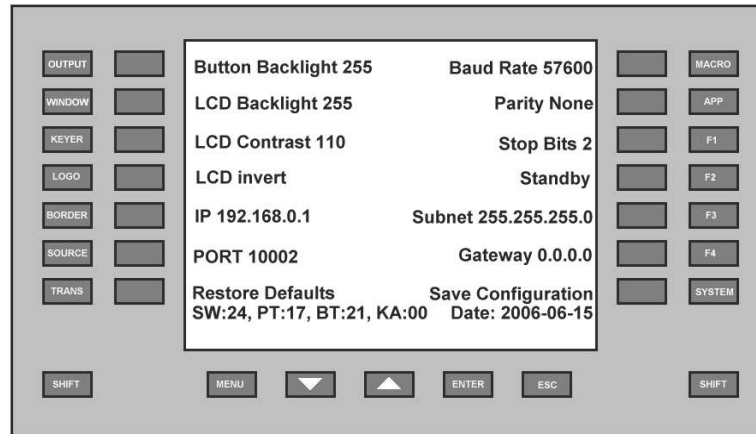 OUTPUT
Button Backlight 255
Baud Rate 57600
MACRO
WINDOW
LCD Backlight 255
Parity None
APP
KEYER
LCD Contrast 110
Stop Bits 2
F1
LOGO
LCD invert
Standby
F2
BORDER
IP 192.168.0.1
Subnet 255.255.255.0
F3
SOURCE
PORT 10002
Gateway 0.0.0.0
F4
TRANS
Restore Defaults
Save Configuration
SYSTEM
SW:24, PT:17, BT:21, KA:00
Date: 2006-06-15
SHIFT
MENU
ENTER
ESC
SHIFT